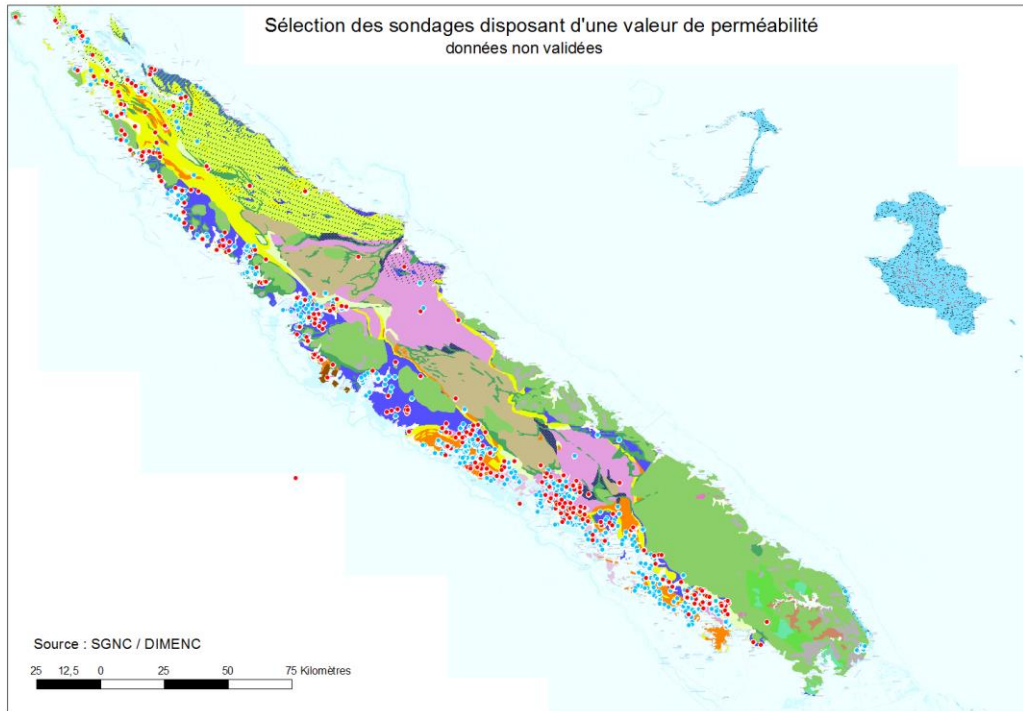 Sélection des sondages disposant d'une valeur de perméabilité
données non validées
Source : SGNC / DIMENC
25 12,5 0 25 50 75 Kilomètres